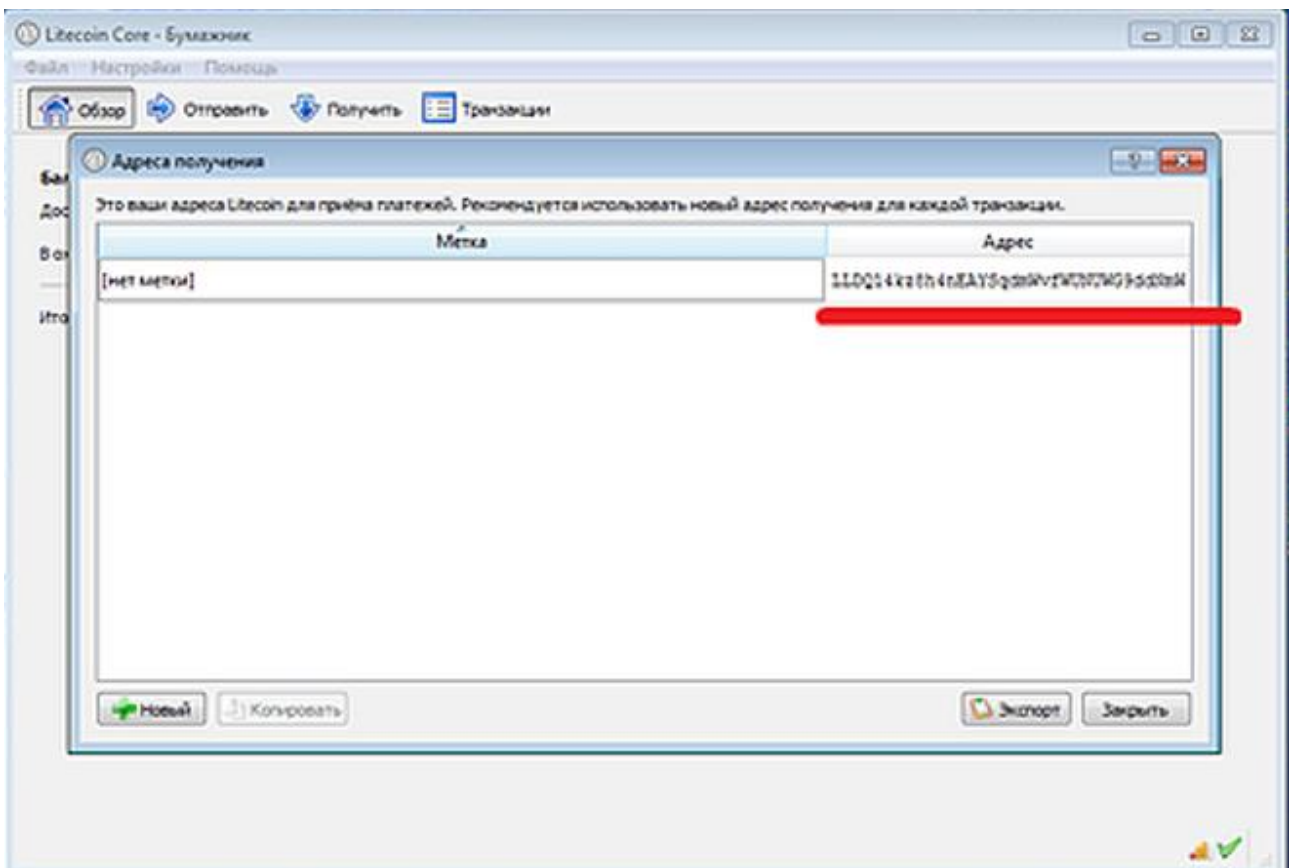 Litecoin Core - Бумажник
Файл Настройки Помощь
Обзор Отправить Получить Транзакции
Адреса получения
Это ваши адреса Litecoin для приёма платежей. Рекомендуется использовать новый адрес получения для каждой транзакции.
Метка Адрес
[нет метки]
Новый Копировать Экспорт Закрыть